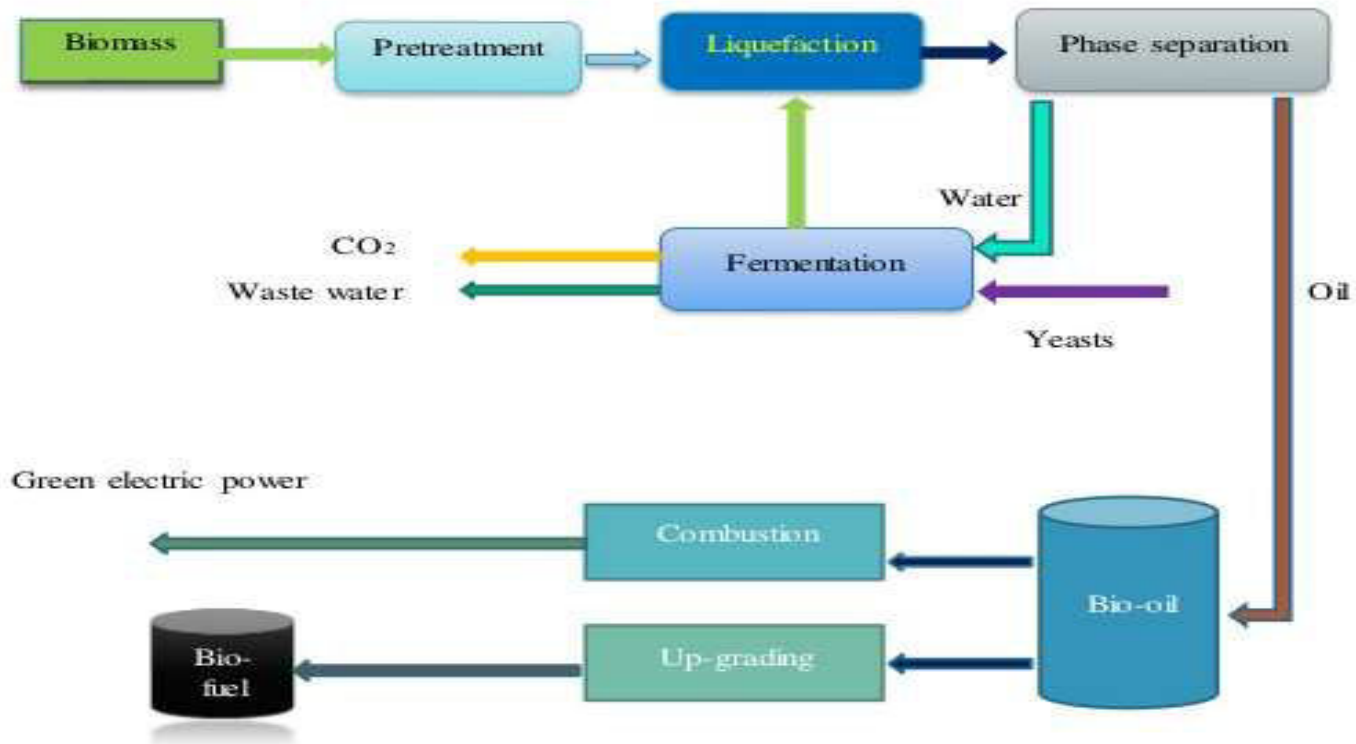 Biomass
Pretreatment
Liquefaction
Phase separation
Water
CO₂
Fermentation
Waste water
Oil
Yeasts
Green electric power
Combustion
Bio-oil
Up-grading
Bio-
fuel